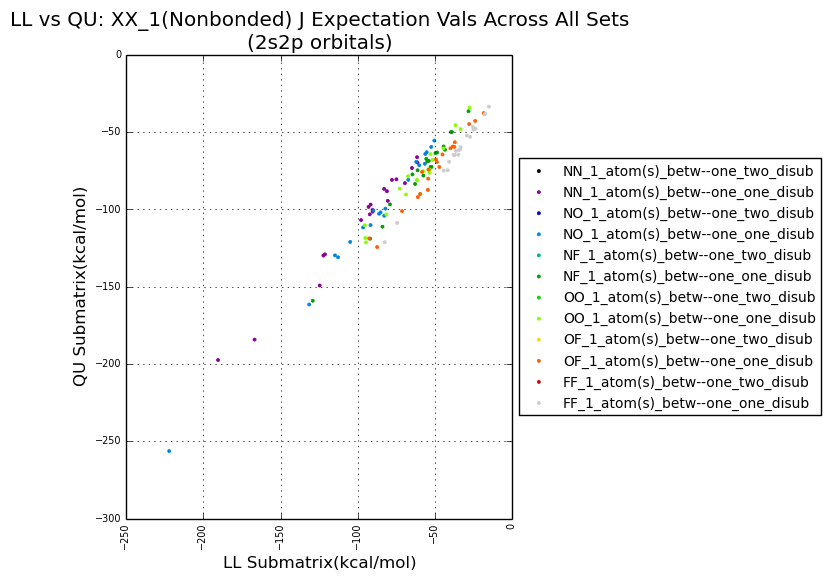 LL vs QU: XX_1(Nonbonded) J Expectation Vals Across All Sets
(2s2p orbitals)
0
−50
−100
−150
−200
−250
−300
QU Submatrix(kcal/mol)
−250
−200
−150
−100
−50
0
LL Submatrix(kcal/mol)
NN_1_atom(s)_betw--one_two_disub
NN_1_atom(s)_betw--one_one_disub
NO_1_atom(s)_betw--one_two_disub
NO_1_atom(s)_betw--one_one_disub
NF_1_atom(s)_betw--one_two_disub
NF_1_atom(s)_betw--one_one_disub
OO_1_atom(s)_betw--one_two_disub
OO_1_atom(s)_betw--one_one_disub
OF_1_atom(s)_betw--one_two_disub
OF_1_atom(s)_betw--one_one_disub
FF_1_atom(s)_betw--one_two_disub
FF_1_atom(s)_betw--one_one_disub